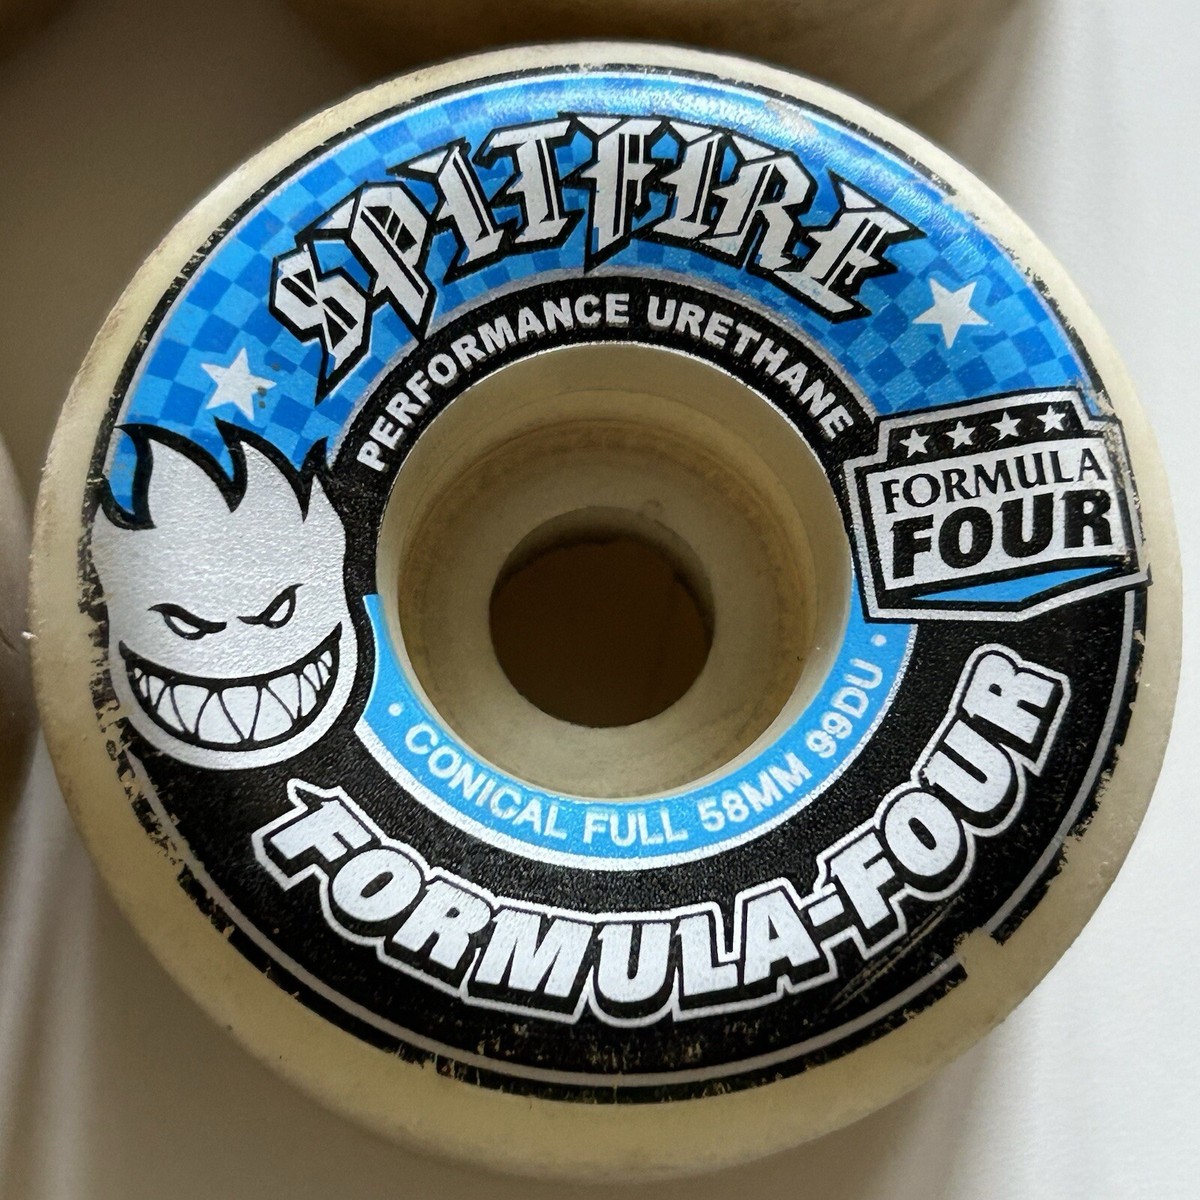 SPITFIRE
PERFORMANCE URETHANE
FORMULA
FOUR
• CONICAL FULL 58MM 99DU •
FORMULA-FOUR